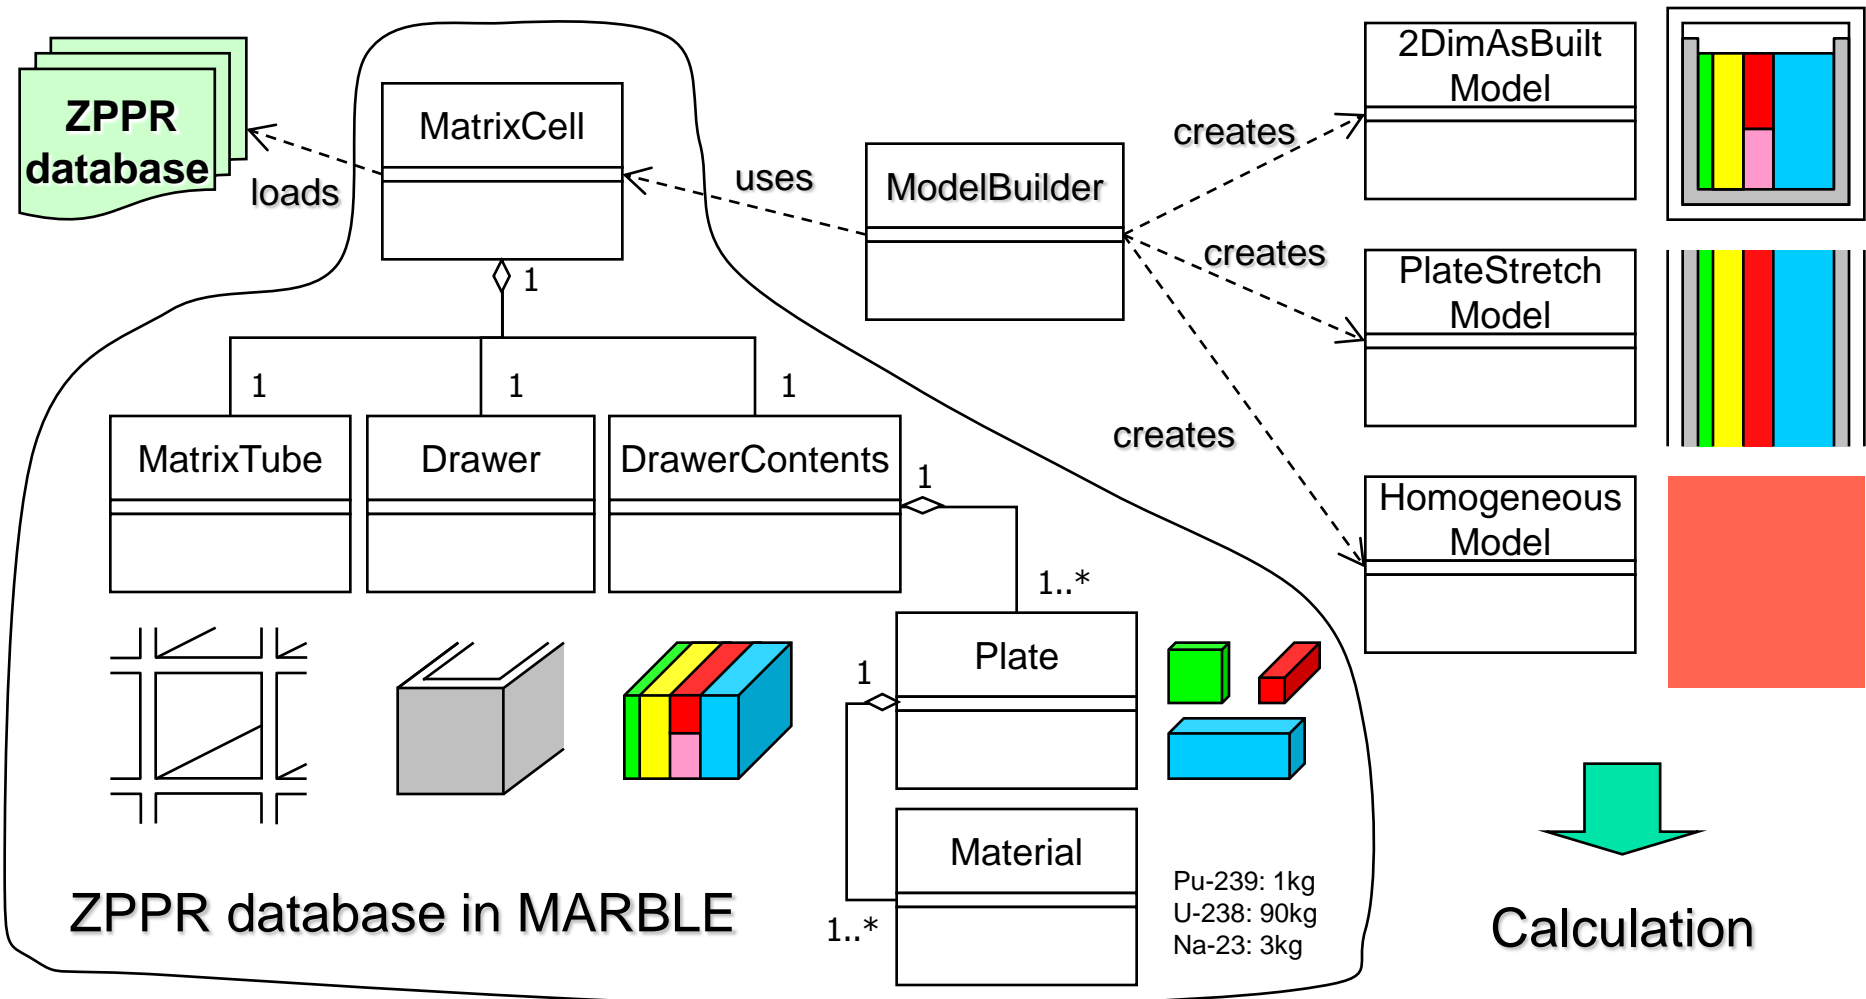 ZPPR
database
loads
MatrixCell
1
uses
ModelBuilder
creates
creates
creates
2DimAsBuilt
Model
PlateStretch
Model
Homogeneous
Model
1
1
1
MatrixTube
Drawer
DrawerContents
1
1..*
Plate
1
Material
1..*
Pu-239: 1kg
U-238: 90kg
Na-23: 3kg
ZPPR database in MARBLE
Calculation